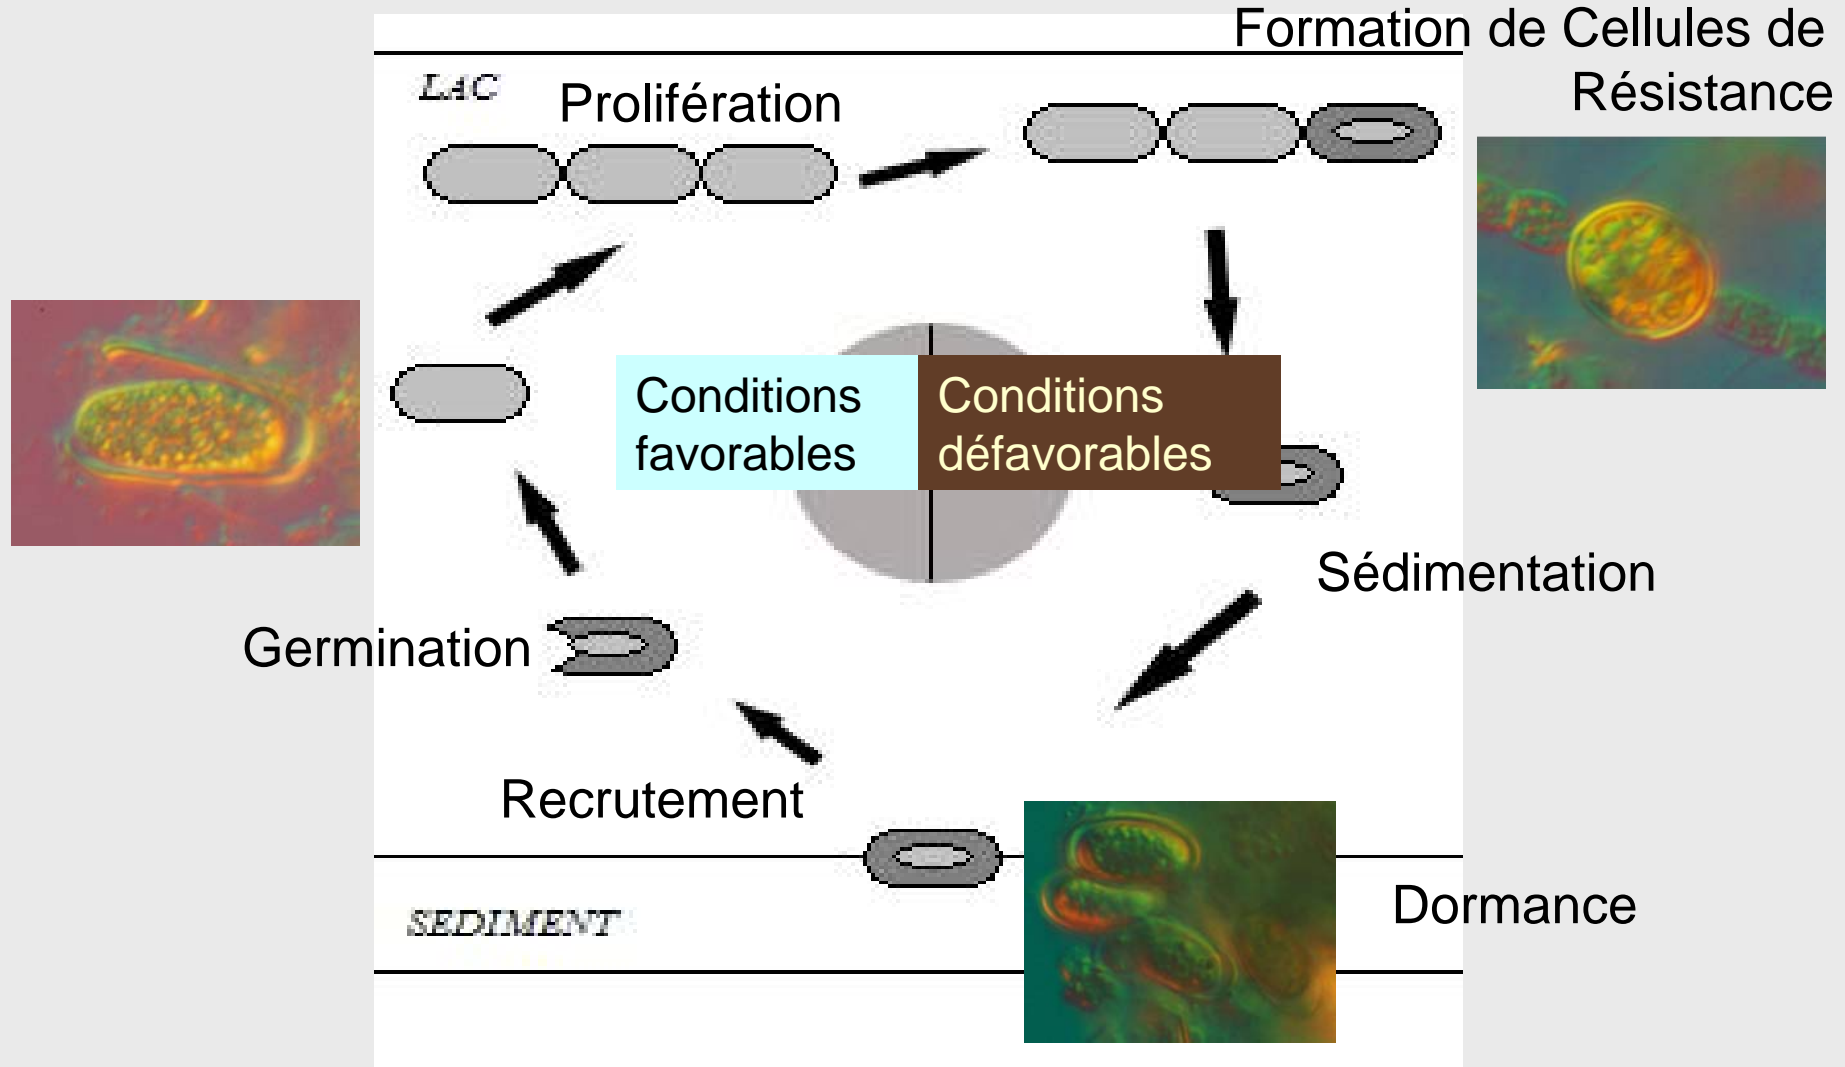 Formation de Cellules de
Résistance
LAC
Prolifération
Conditions
favorables
Conditions
défavorables
Sédimentation
Germination
Recrutement
Dormance
SEDIMENT